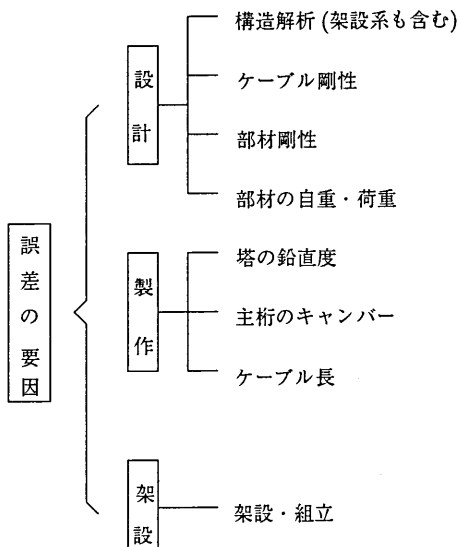 誤差の要因
設計
構造解析 (架設系も含む)
ケーブル剛性
部材剛性
部材の自重・荷重
製作
塔の鉛直度
主桁のキャンバー
ケーブル長
架設
架設・組立